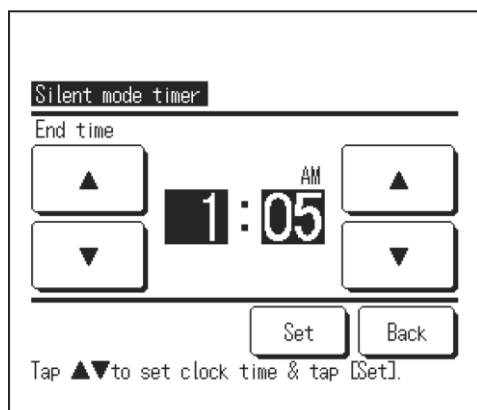 Silent mode timer
End time
▲ AM ▲
1:05
▼ ▼
Set Back
Tap ▲▼to set clock time & tap [Set].